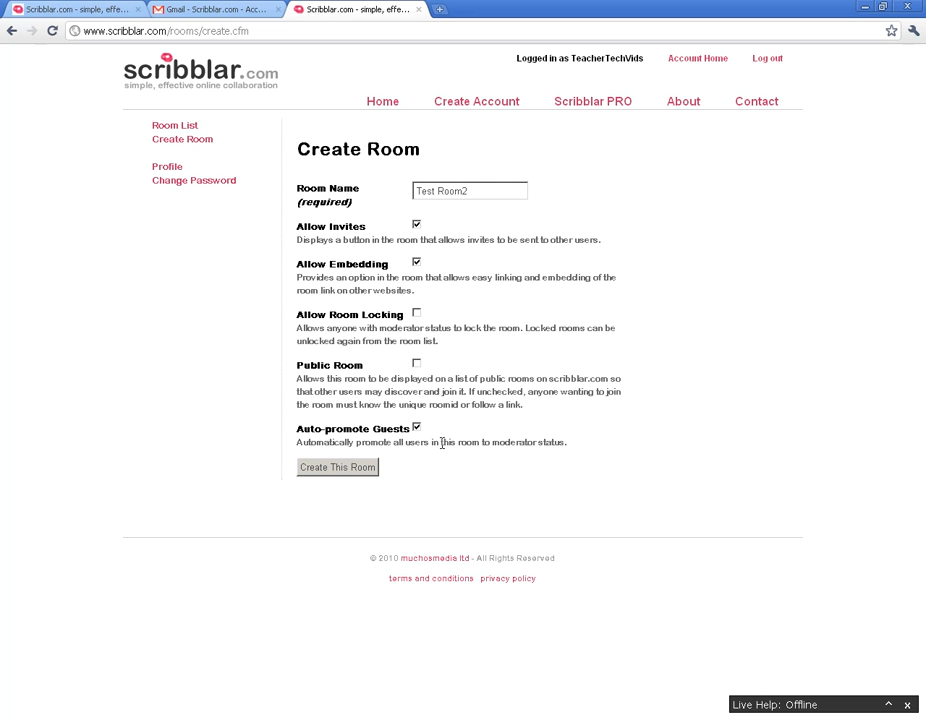 Scribblar.com - simple, effe...
Gmail - Scribblar.com - Acc...
Scribblar.com - simple, effe...
www.scribblar.com/rooms/create.cfm
scribblar.com
simple, effective online collaboration
Logged in as TeacherTechVids
Account Home
Log out
Home
Create Account
Scribblar PRO
About
Contact
Room List
Create Room
Profile
Change Password
Create Room
Room Name
(required)
Test Room2
Allow Invites
Displays a button in the room that allows invites to be sent to other users.
Allow Embedding
Provides an option in the room that allows easy linking and embedding of the
room link on other websites.
Allow Room Locking
Allows anyone with moderator status to lock the room. Locked rooms can be
unlocked again from the room list.
Public Room
Allows this room to be displayed on a list of public rooms on scribblar.com so
that other users may discover and join it. If unchecked, anyone wanting to join
the room must know the unique roomid or follow a link.
Auto-promote Guests
Automatically promote all users in this room to moderator status.
Create This Room
© 2010 muchosmedia ltd - All Rights Reserved
terms and conditions privacy policy
Live Help: Offline